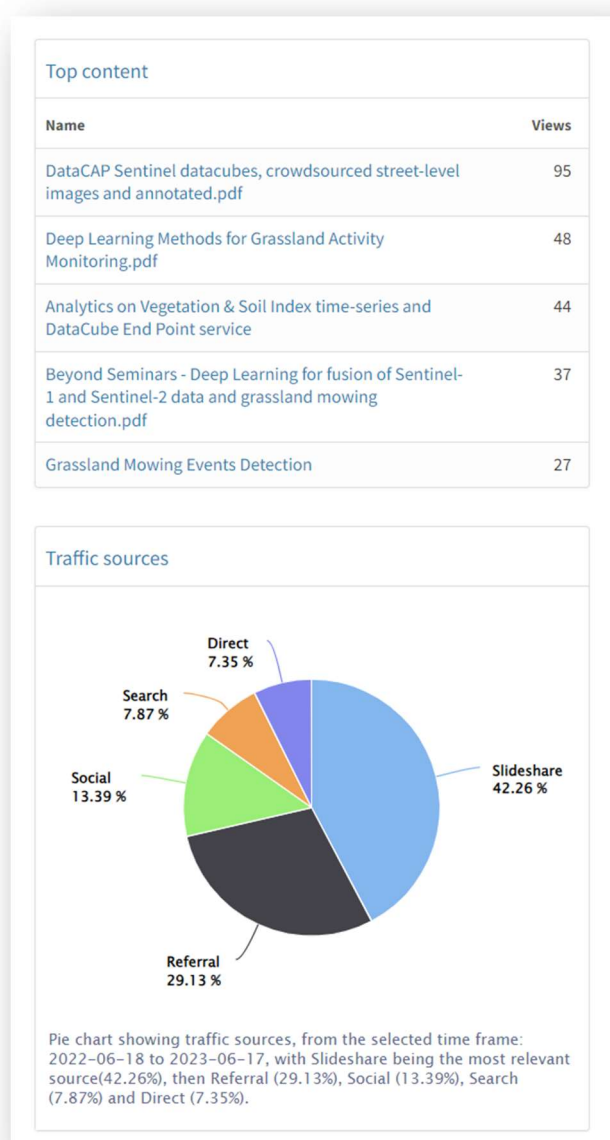 Top content
Name Views
DataCAP Sentinel datacubes, crowdsourced street-level 95
images and annotated.pdf
Deep Learning Methods for Grassland Activity 48
Monitoring.pdf
Analytics on Vegetation & Soil Index time-series and 44
DataCube End Point service
Beyond Seminars - Deep Learning for fusion of Sentinel- 37
1 and Sentinel-2 data and grassland mowing
detection.pdf
Grassland Mowing Events Detection 27
Traffic sources
Direct
7.35 %
Search
7.87 %
Social
13.39 %
Slideshare
42.26 %
Referral
29.13 %
Pie chart showing traffic sources, from the selected time frame:
2022-06-18 to 2023-06-17, with Slideshare being the most relevant
source(42.26%), then Referral (29.13%), Social (13.39%), Search
(7.87%) and Direct (7.35%).